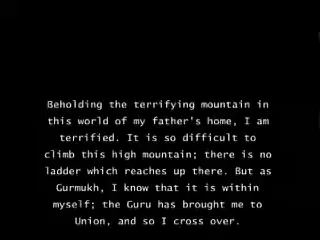 Beholding the terrifying mountain in
this world of my father's home, I am
terrified. It is so difficult to
climb this high mountain; there is no
ladder which reaches up there. But as
Gurmukh, I know that it is within
myself; the Guru has brought me to
Union, and so I cross over.